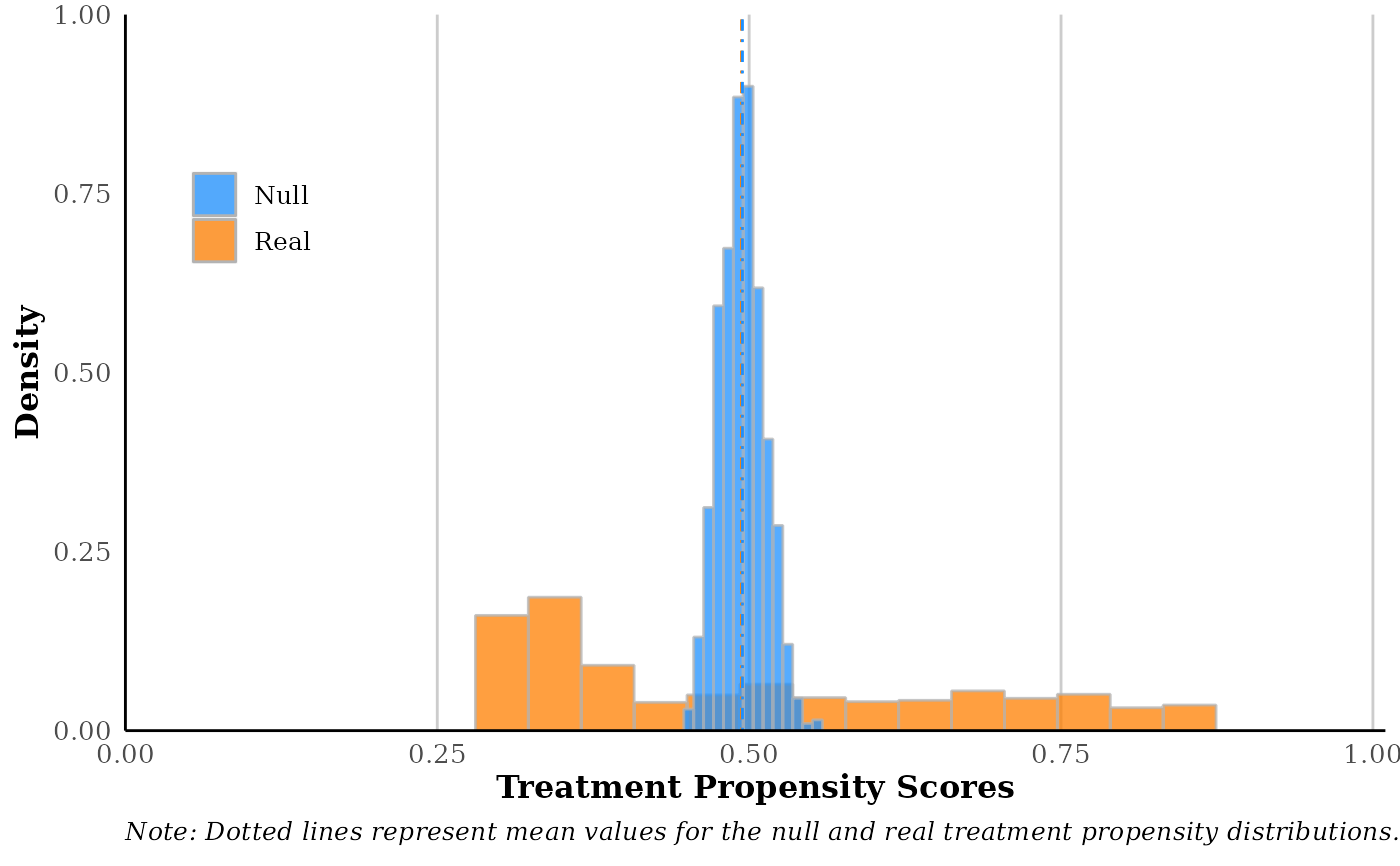 1.00
0.75
0.50
0.25
0.00
Density
Null
Real
0.00 0.25 0.50 0.75 1.00
Treatment Propensity Scores
Note: Dotted lines represent mean values for the null and real treatment propensity distributions.